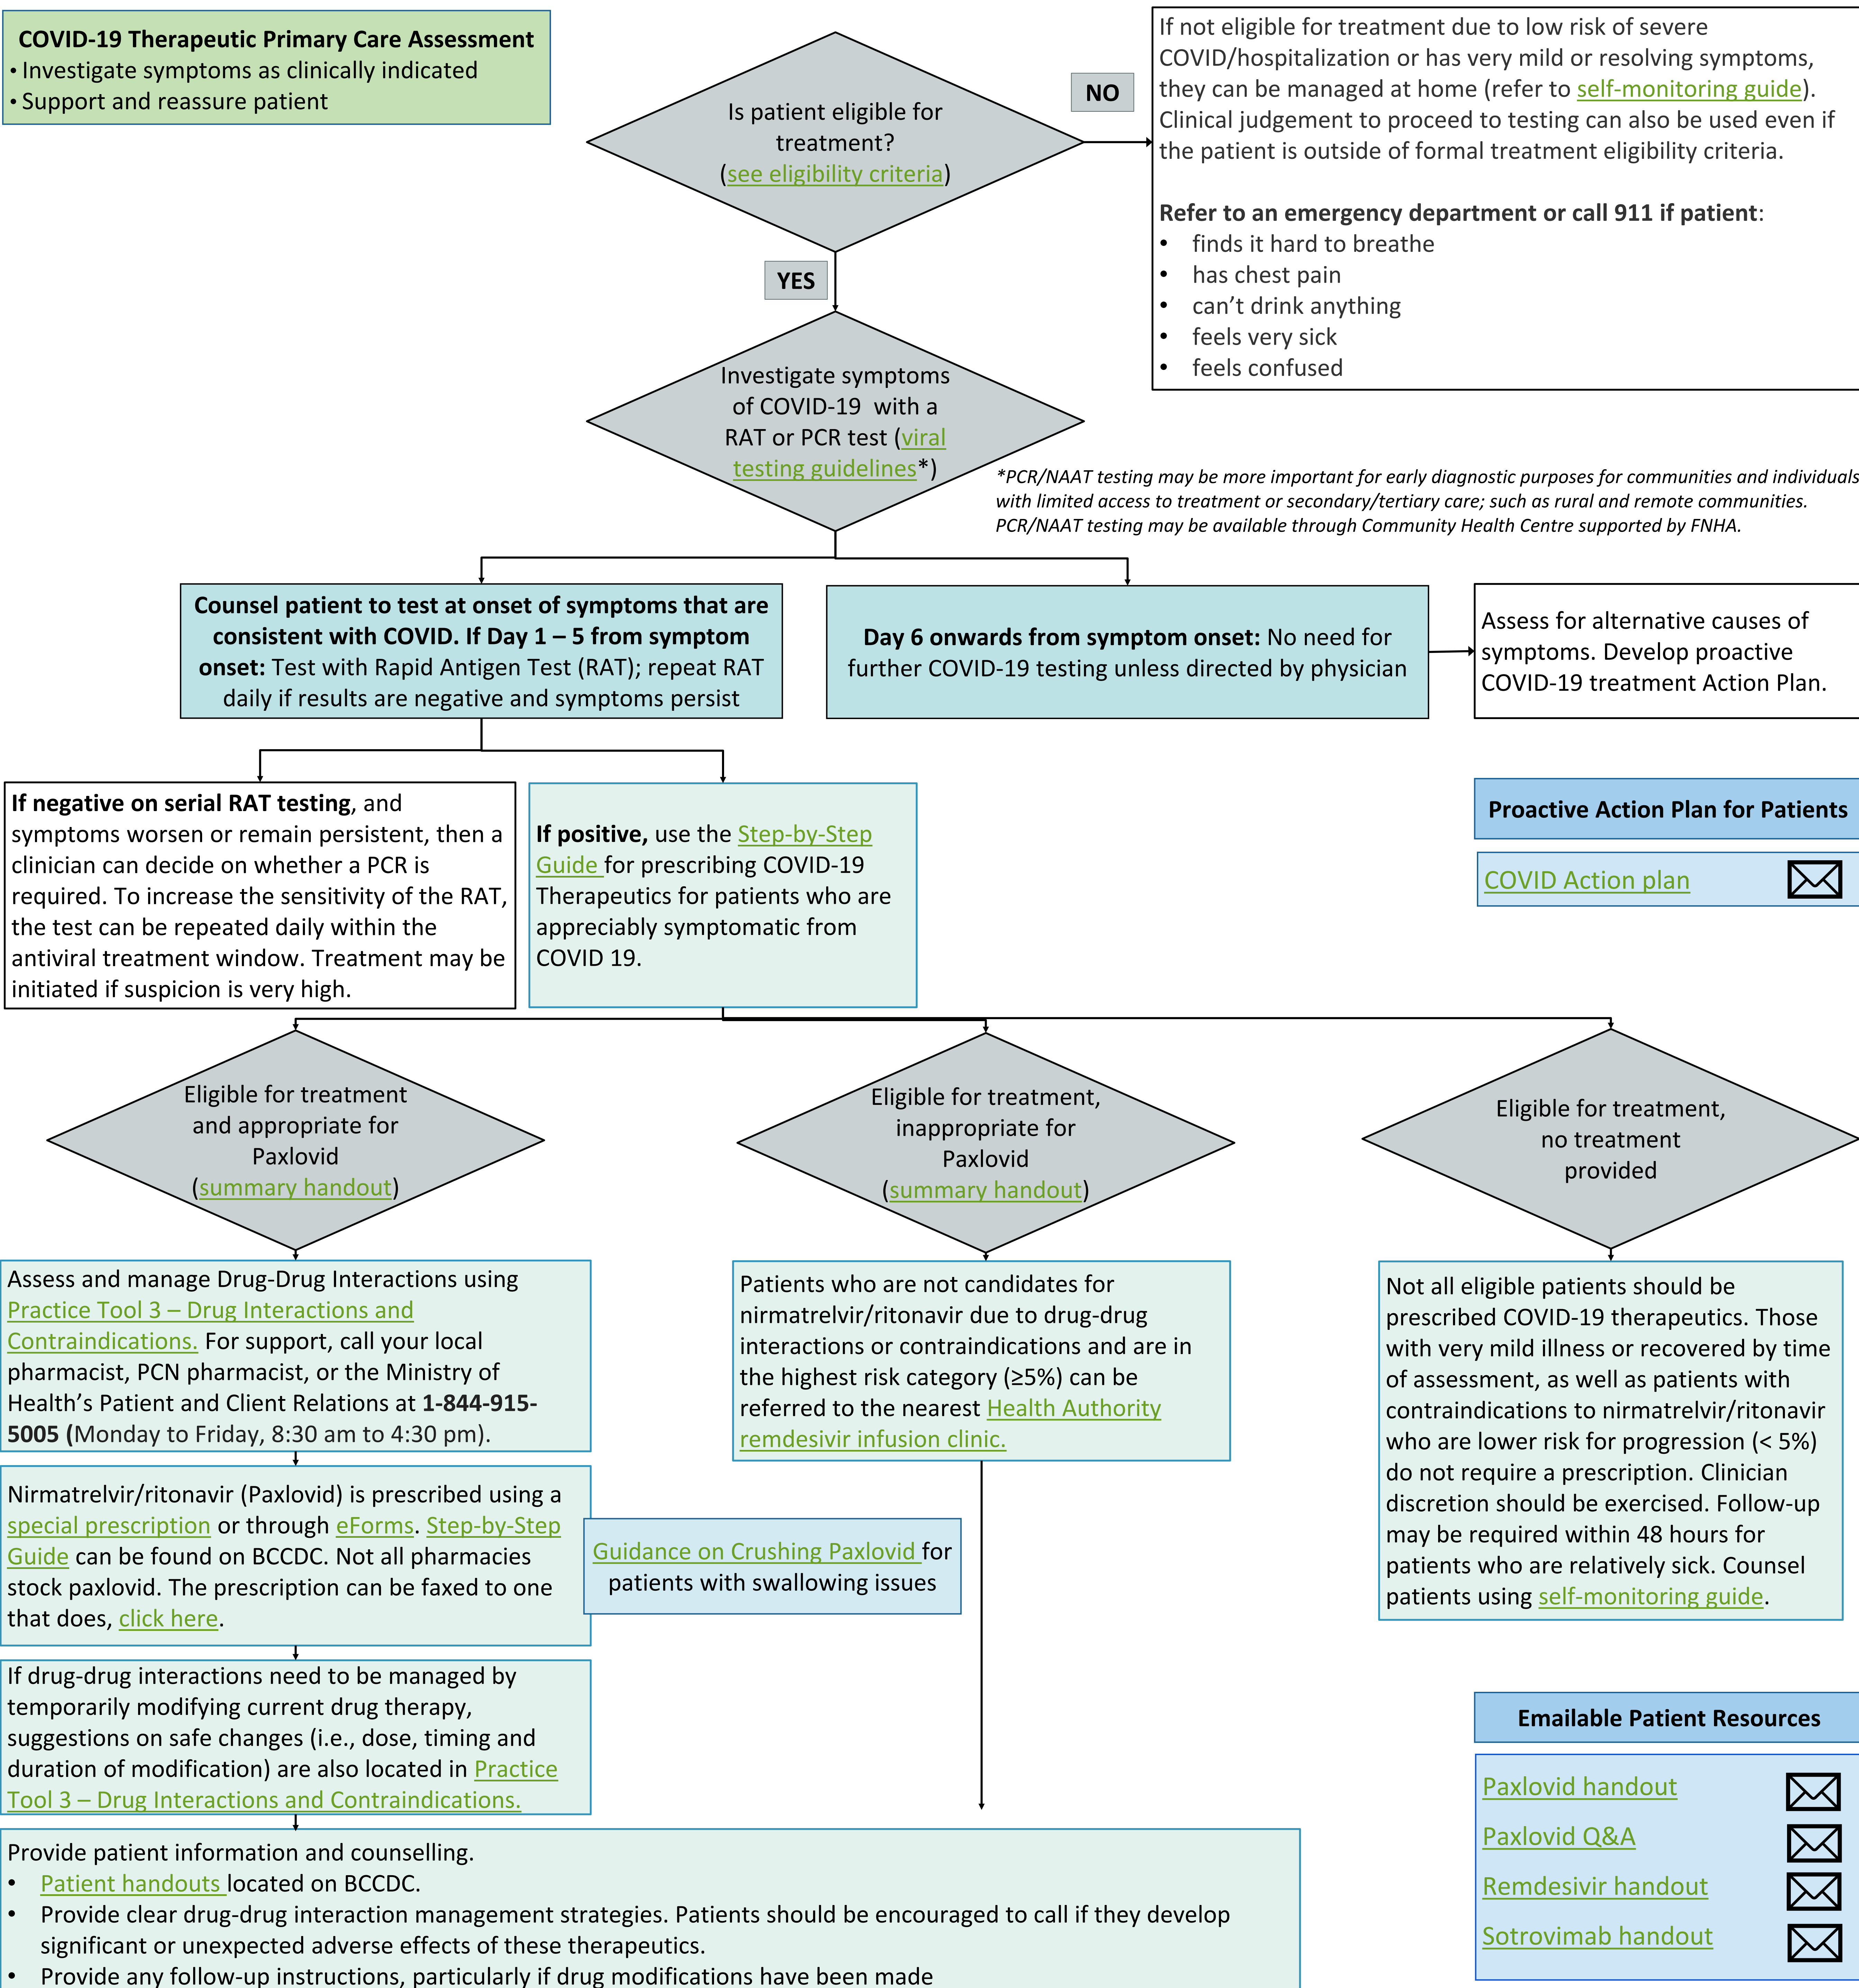 COVID-19 Therapeutic Primary Care Assessment
• Investigate symptoms as clinically indicated
• Support and reassure patient
Is patient eligible for
treatment?
(see eligibility criteria)
NO
If not eligible for treatment due to low risk of severe
COVID/hospitalization or has very mild or resolving symptoms,
they can be managed at home (refer to self-monitoring guide).
Clinical judgement to proceed to testing can also be used even if
the patient is outside of formal treatment eligibility criteria.
Refer to an emergency department or call 911 if patient:
• finds it hard to breathe
• has chest pain
• can’t drink anything
• feels very sick
• feels confused
YES
Investigate symptoms
of COVID-19 with a
RAT or PCR test (viral
testing guidelines*)
*PCR/NAAT testing may be more important for early diagnostic purposes for communities and individuals
with limited access to treatment or secondary/tertiary care; such as rural and remote communities.
PCR/NAAT testing may be available through Community Health Centre supported by FNHA.
Counsel patient to test at onset of symptoms that are
consistent with COVID. If Day 1 – 5 from symptom
onset: Test with Rapid Antigen Test (RAT); repeat RAT
daily if results are negative and symptoms persist
Day 6 onwards from symptom onset: No need for
further COVID-19 testing unless directed by physician
Assess for alternative causes of
symptoms. Develop proactive
COVID-19 treatment Action Plan.
If negative on serial RAT testing, and
symptoms worsen or remain persistent, then a
clinician can decide on whether a PCR is
required. To increase the sensitivity of the RAT,
the test can be repeated daily within the
antiviral treatment window. Treatment may be
initiated if suspicion is very high.
If positive, use the Step-by-Step
Guide for prescribing COVID-19
Therapeutics for patients who are
appreciably symptomatic from
COVID 19.
Proactive Action Plan for Patients
COVID Action plan
Eligible for treatment
and appropriate for
Paxlovid
(summary handout)
Eligible for treatment,
inappropriate for
Paxlovid
(summary handout)
Eligible for treatment,
no treatment
provided
Assess and manage Drug-Drug Interactions using
Practice Tool 3 – Drug Interactions and
Contraindications. For support, call your local
pharmacist, PCN pharmacist, or the Ministry of
Health’s Patient and Client Relations at 1-844-915-
5005 (Monday to Friday, 8:30 am to 4:30 pm).
Patients who are not candidates for
nirmatrelvir/ritonavir due to drug-drug
interactions or contraindications and are in
the highest risk category (≥5%) can be
referred to the nearest Health Authority
remdesivir infusion clinic.
Not all eligible patients should be
prescribed COVID-19 therapeutics. Those
with very mild illness or recovered by time
of assessment, as well as patients with
contraindications to nirmatrelvir/ritonavir
who are lower risk for progression (< 5%)
do not require a prescription. Clinician
discretion should be exercised. Follow-up
may be required within 48 hours for
patients who are relatively sick. Counsel
patients using self-monitoring guide.
Nirmatrelvir/ritonavir (Paxlovid) is prescribed using a
special prescription or through eForms. Step-by-Step
Guide can be found on BCCDC. Not all pharmacies
stock paxlovid. The prescription can be faxed to one
that does, click here.
Guidance on Crushing Paxlovid for
patients with swallowing issues
If drug-drug interactions need to be managed by
temporarily modifying current drug therapy,
suggestions on safe changes (i.e., dose, timing and
duration of modification) are also located in Practice
Tool 3 – Drug Interactions and Contraindications.
Emailable Patient Resources
Paxlovid handout
Paxlovid Q&A
Remdesivir handout
Sotrovimab handout
Provide patient information and counselling.
• Patient handouts located on BCCDC.
• Provide clear drug-drug interaction management strategies. Patients should be encouraged to call if they develop
significant or unexpected adverse effects of these therapeutics.
• Provide any follow-up instructions, particularly if drug modifications have been made